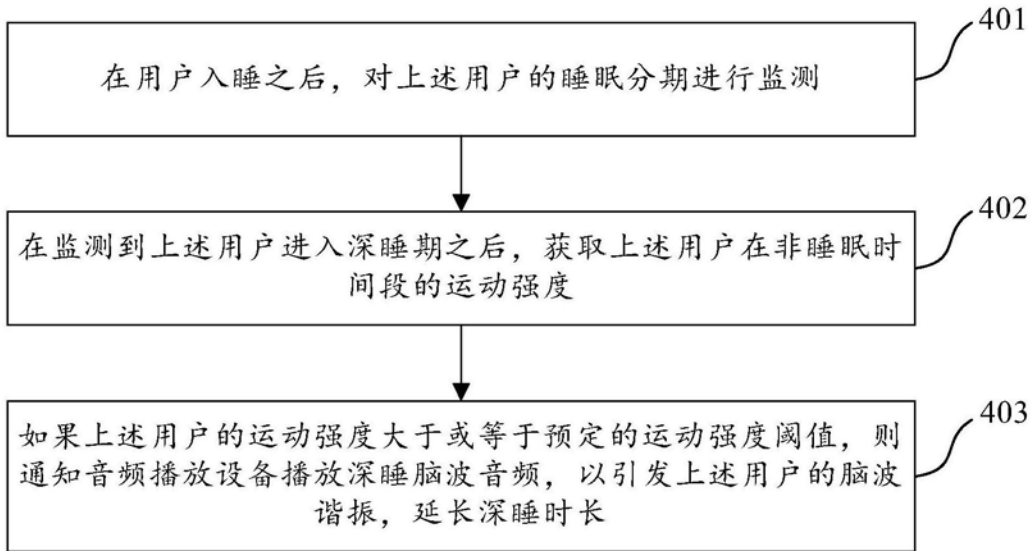 401
在用户入睡之后，对上述用户的睡眠分期进行监测
402
在监测到上述用户进入深睡期之后，获取上述用户在非睡眠时
间段的运动强度
403
如果上述用户的运动强度大于或等于预定的运动强度阈值，则
通知音频播放设备播放深睡脑波音频，以引发上述用户的脑波
谐振，延长深睡时长